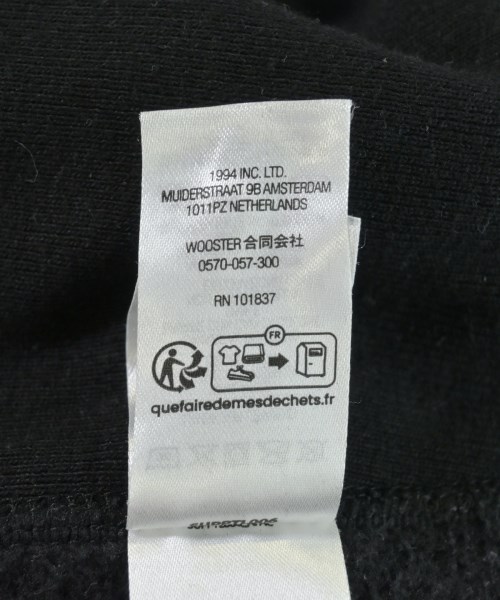 1994 INC. LTD.
MUIDERSTRAAT 9B AMSTERDAM
1011PZ NETHERLANDS
WOOSTER 合同会社
0570-057-300
RN 101837
FR
quefairedemesdechets.fr